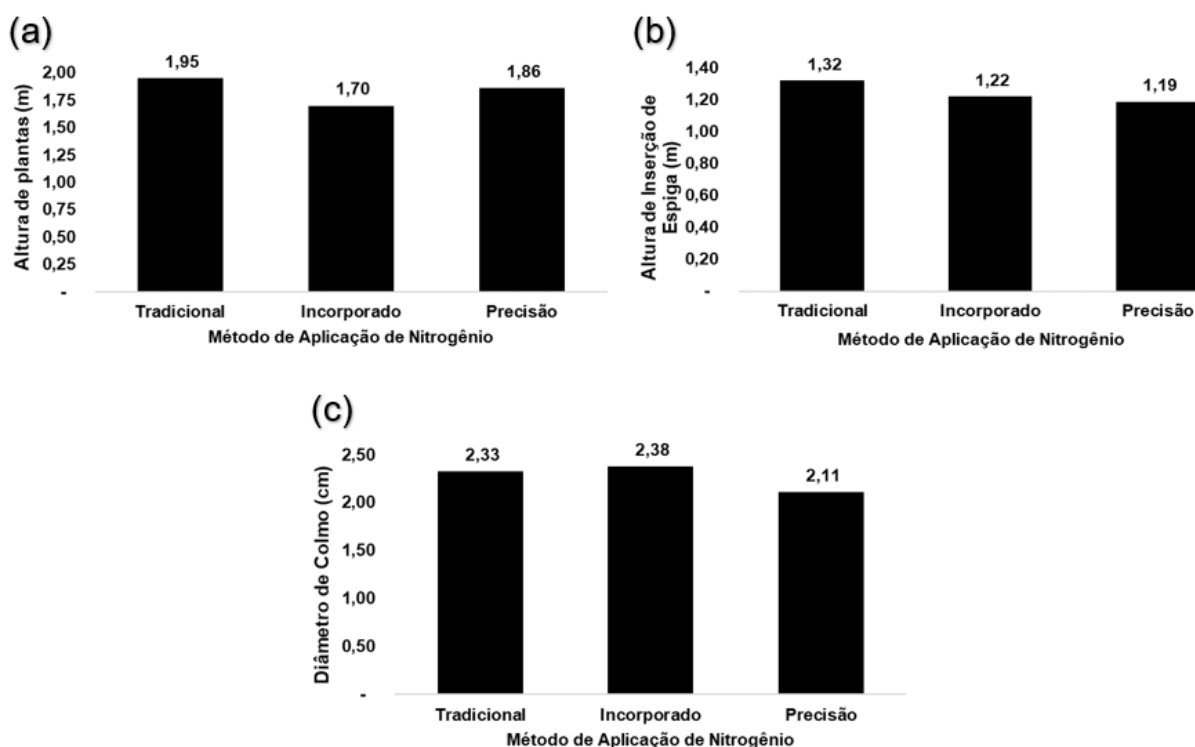 (a)
Altura de plantas (m)
2,00
1,75
1,50
1,25
1,00
0,75
0,50
0,25
-
1,95
1,70
1,86
Tradicional Incorporado Precisão
Método de Aplicação de Nitrogênio
(b)
Altura de Inserção de
Espiga (m)
1,40
1,20
1,00
0,80
0,60
0,40
0,20
-
1,32
1,22
1,19
Tradicional Incorporado Precisão
Método de Aplicação de Nitrogênio
(c)
Diâmetro de Colmo (cm)
2,50
2,00
1,50
1,00
0,50
-
2,33
2,38
2,11
Tradicional Incorporado Precisão
Método de Aplicação de Nitrogênio